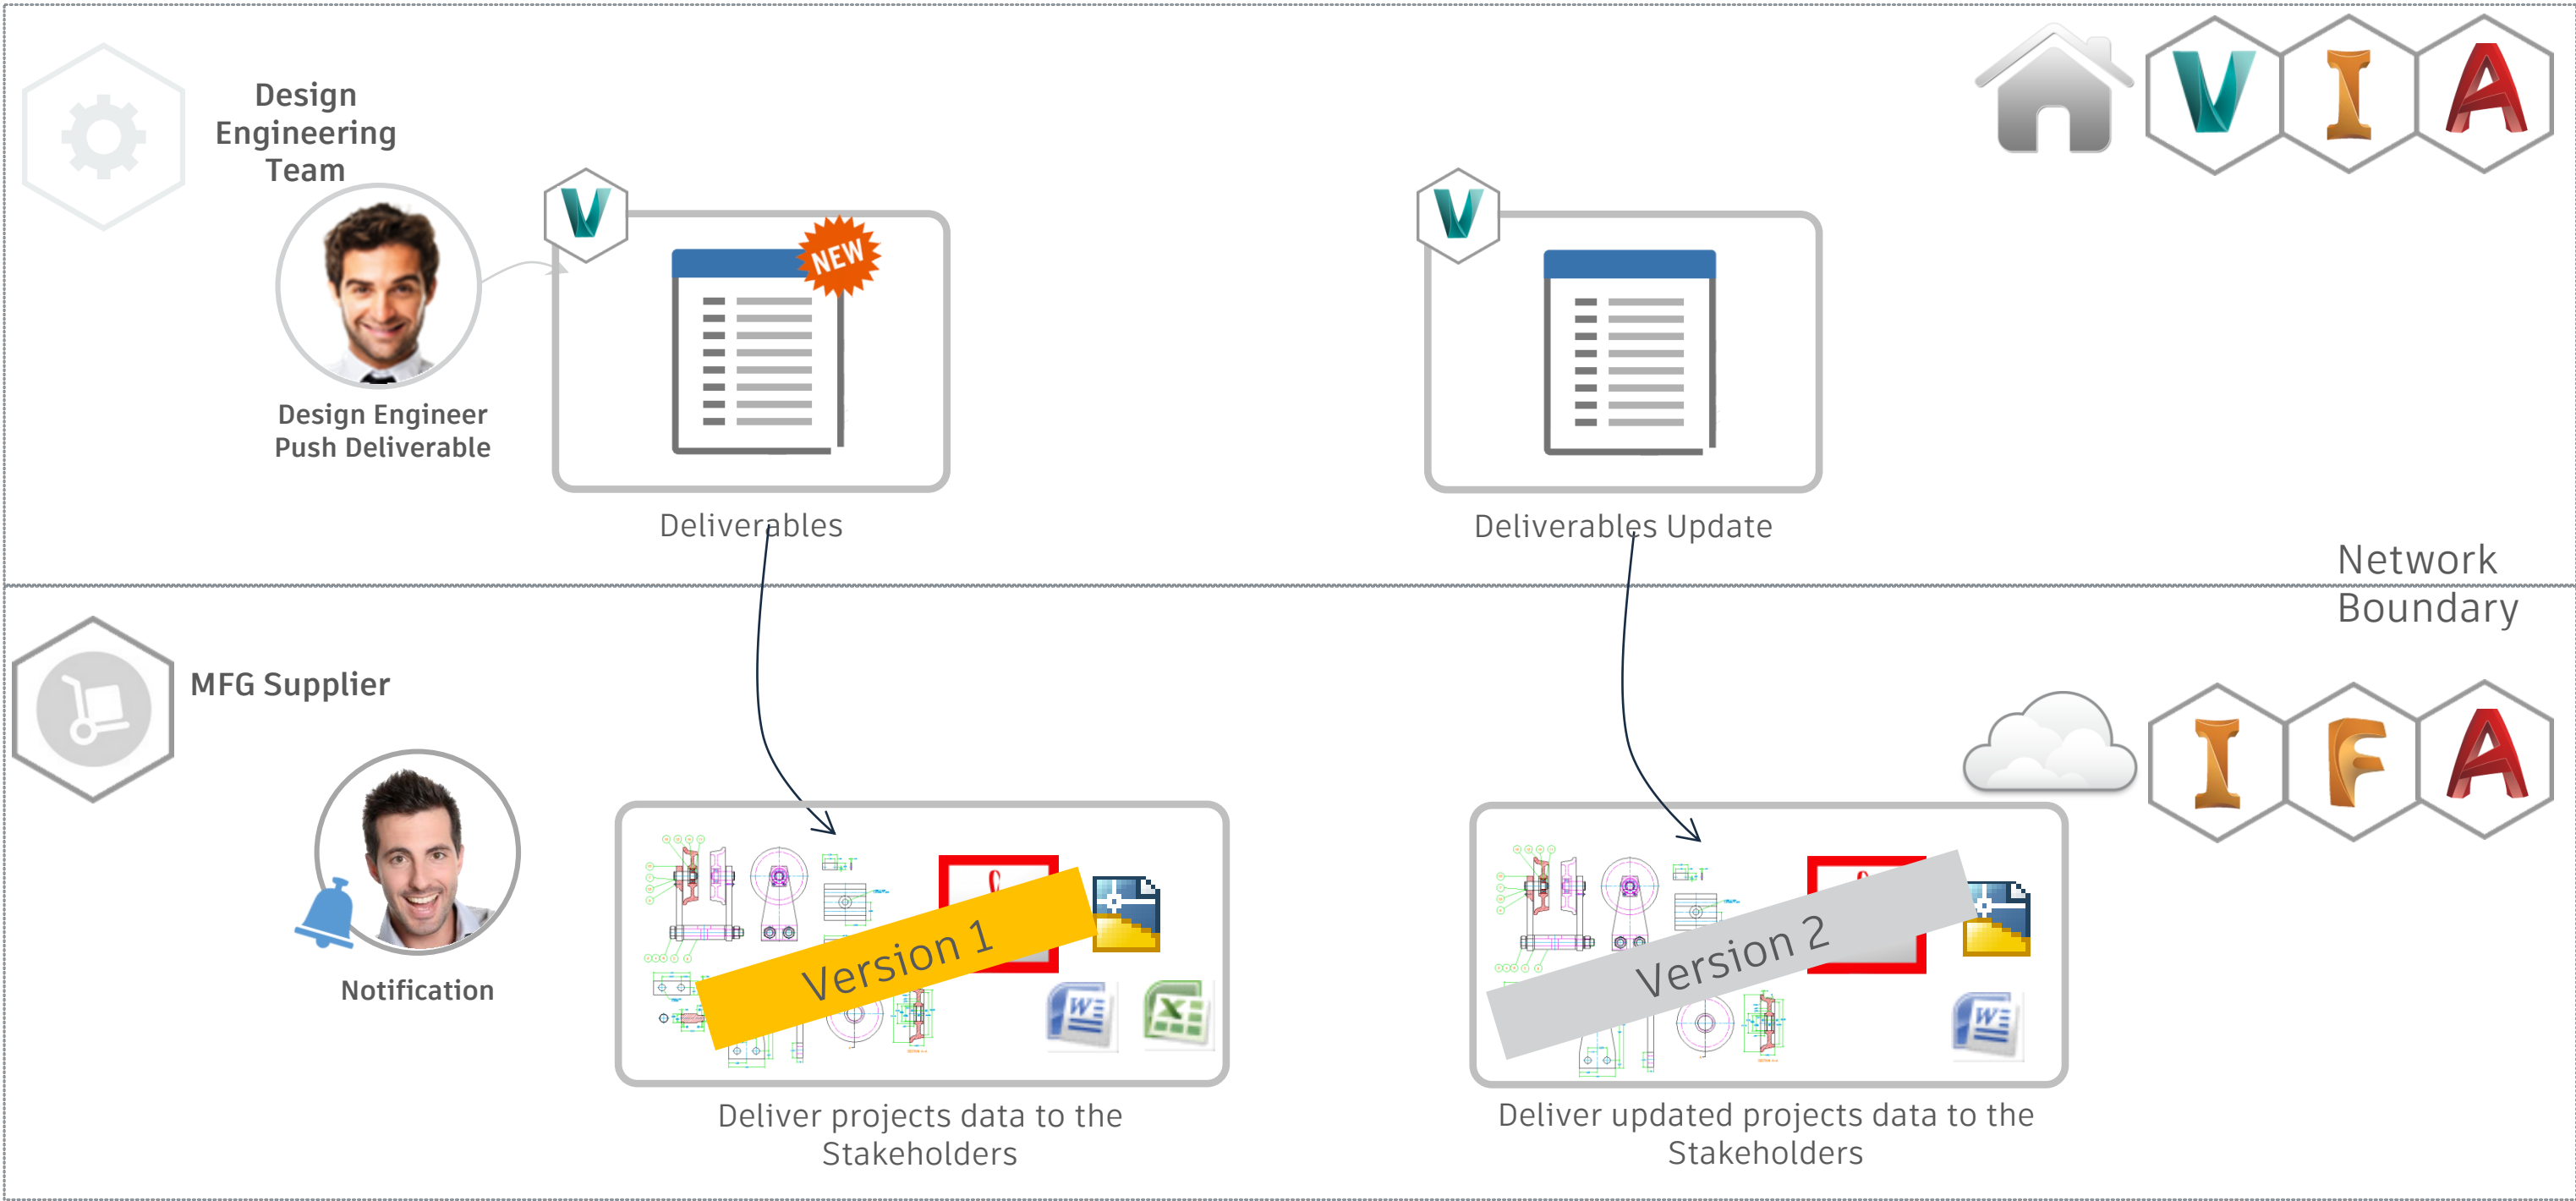 Design
Engineering
Team
NEW
Design Engineer
Push Deliverable
Deliverables
Deliverables Update
Network
Boundary
MFG Supplier
Notification
Version 1
Version 2
Deliver projects data to the
Stakeholders
Deliver updated projects data to the
Stakeholders